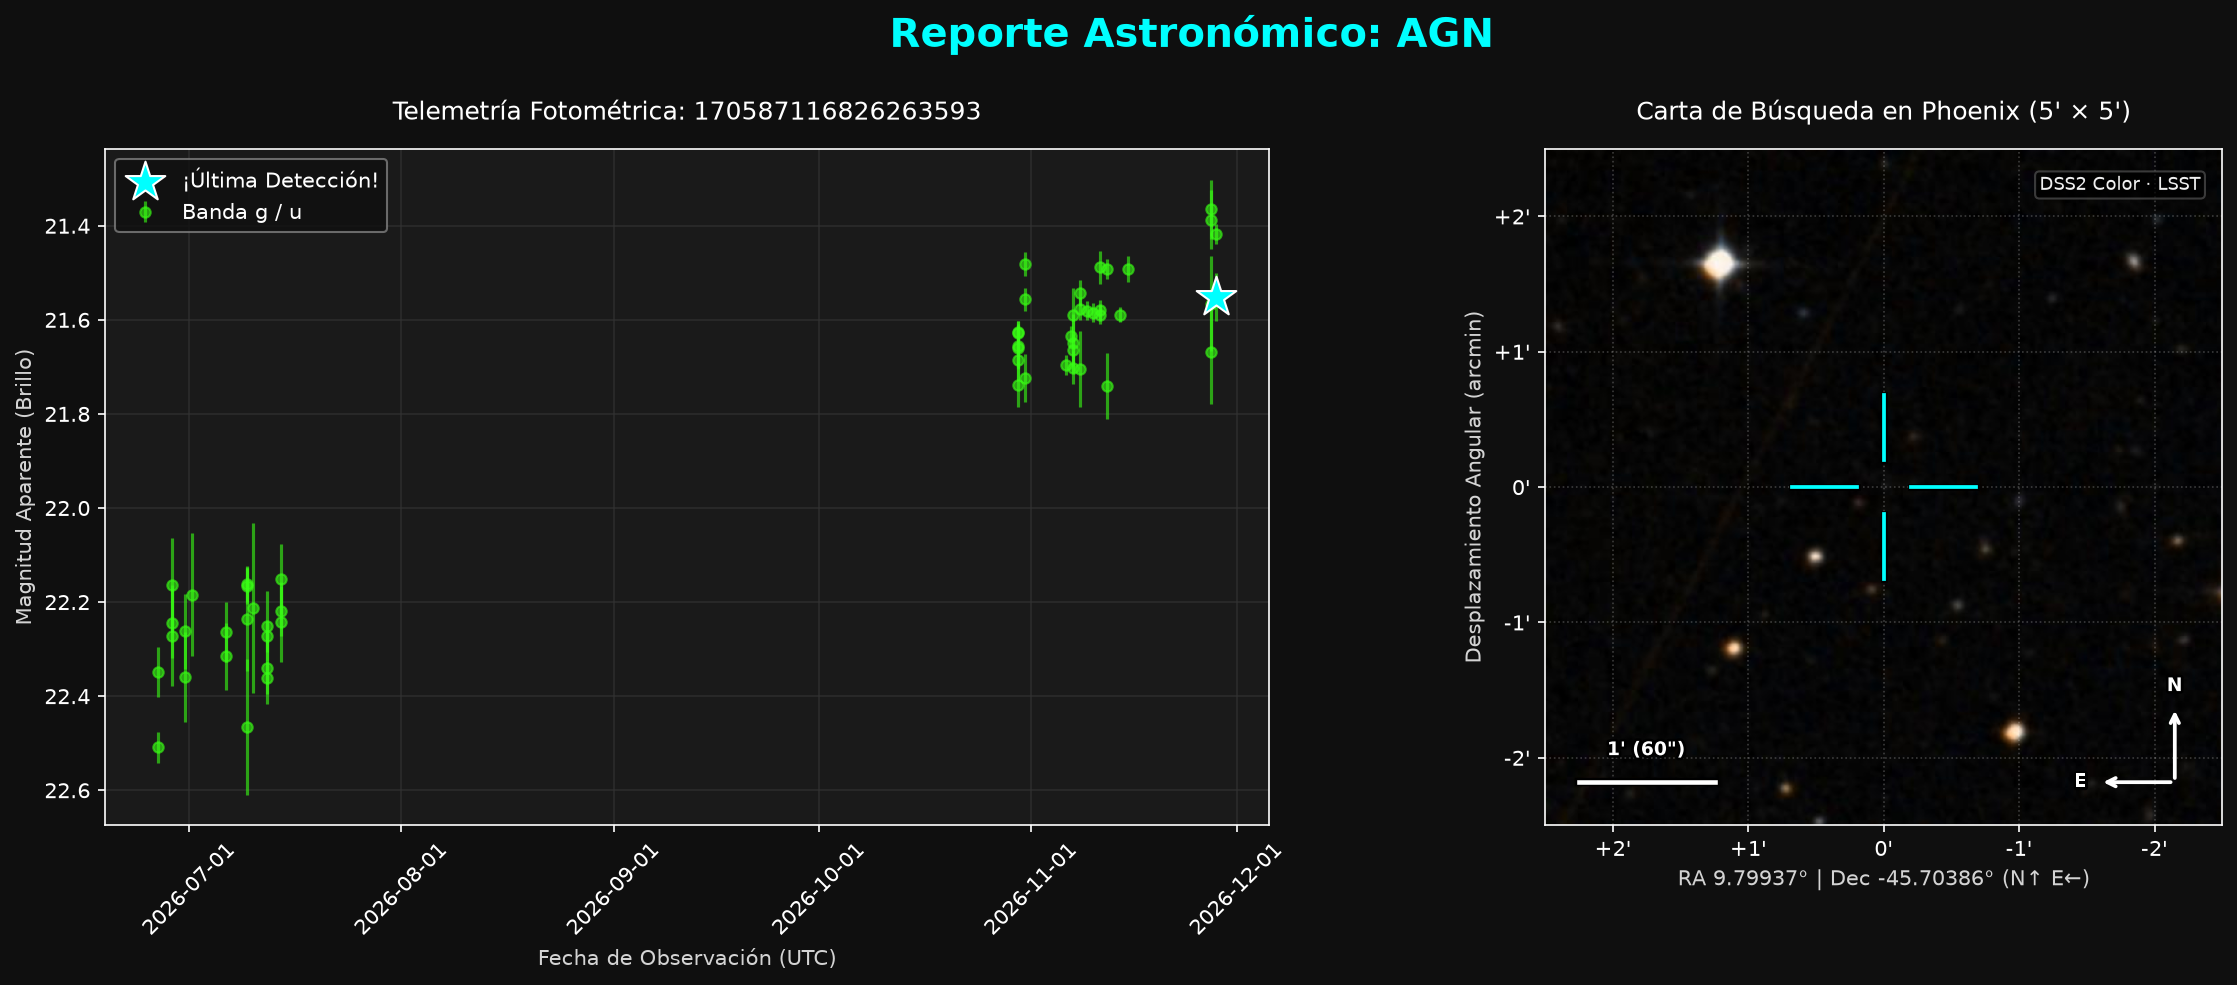 Reporte Astronómico: AGN
Telemetría Fotométrica: 170587116826263593
¡Última Detección!
Banda g / u
Magnitud Aparente (Brillo)
21.4
21.6
21.8
22.0
22.2
22.4
22.6
2026-07-01
2026-08-01
2026-09-01
2026-10-01
2026-11-01
2026-12-01
Fecha de Observación (UTC)
Carta de Búsqueda en Phoenix (5' × 5')
DSS2 Color · LSST
Desplazamiento Angular (arcmin)
+2'
+1'
0'
-1'
-2'
N
E
1' (60")
+2'
+1'
0'
-1'
-2'
RA 9.79937° | Dec -45.70386° (N↑ E←)